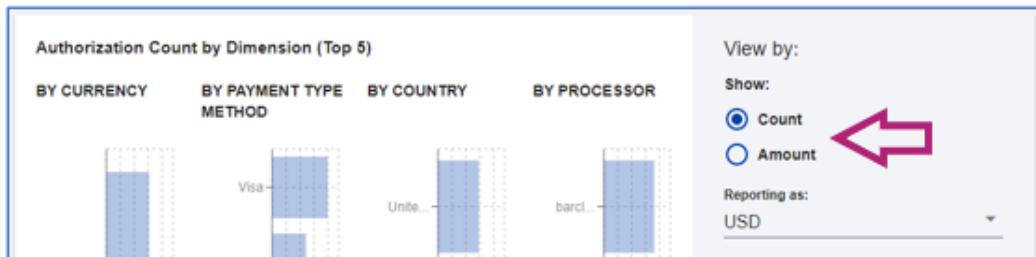 Authorization Count by Dimension (Top 5)
BY CURRENCY
BY PAYMENT TYPE
METHOD
BY COUNTRY
BY PROCESSOR
Visa
Unite...
barcl...
View by:
Show:
Count
Amount
Reporting as:
USD